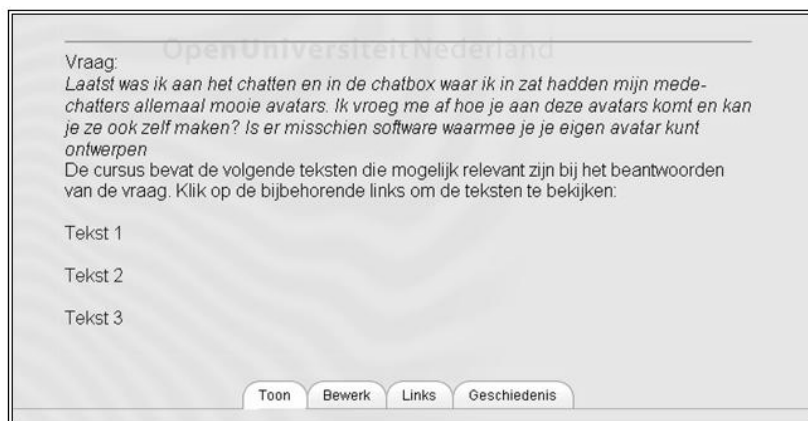 Open Universiteit Nederland
Vraag:
Laatst was ik aan het chatten en in de chatbox waar ik in zat hadden mijn mede-
chatters allemaal mooie avatars. Ik vroeg me af hoe je aan deze avatars komt en kan
je ze ook zelf maken? Is er misschien software waarmee je je eigen avatar kunt
ontwerpen
De cursus bevat de volgende teksten die mogelijk relevant zijn bij het beantwoorden
van de vraag. Klik op de bijbehorende links om de teksten te bekijken:
Tekst 1
Tekst 2
Tekst 3
Toon Bewerk Links Geschiedenis